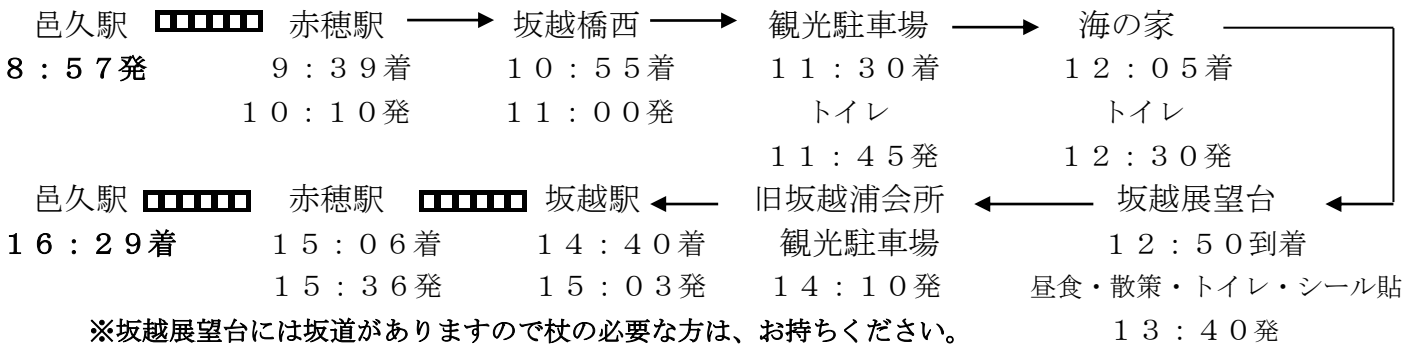 邑久駅 赤穂駅 坂越橋西 観光駐車場 海の家
８：５７発 ９：３９着 １０：５５着 １１：３０着 １２：０５着
１０：１０発 １１：００発 トイレ トイレ
１１：４５発 １２：３０発
邑久駅 赤穂駅 坂越駅 旧坂越浦会所 坂越展望台
１６：２９着 １５：０６着 １４：４０着 観光駐車場 １２：５０到着
１５：３６発 １５：０３発 １４：１０発 昼食・散策・トイレ・シール貼
※坂越展望台には坂道がありますので杖の必要な方は、お持ちください。 １３：４０発